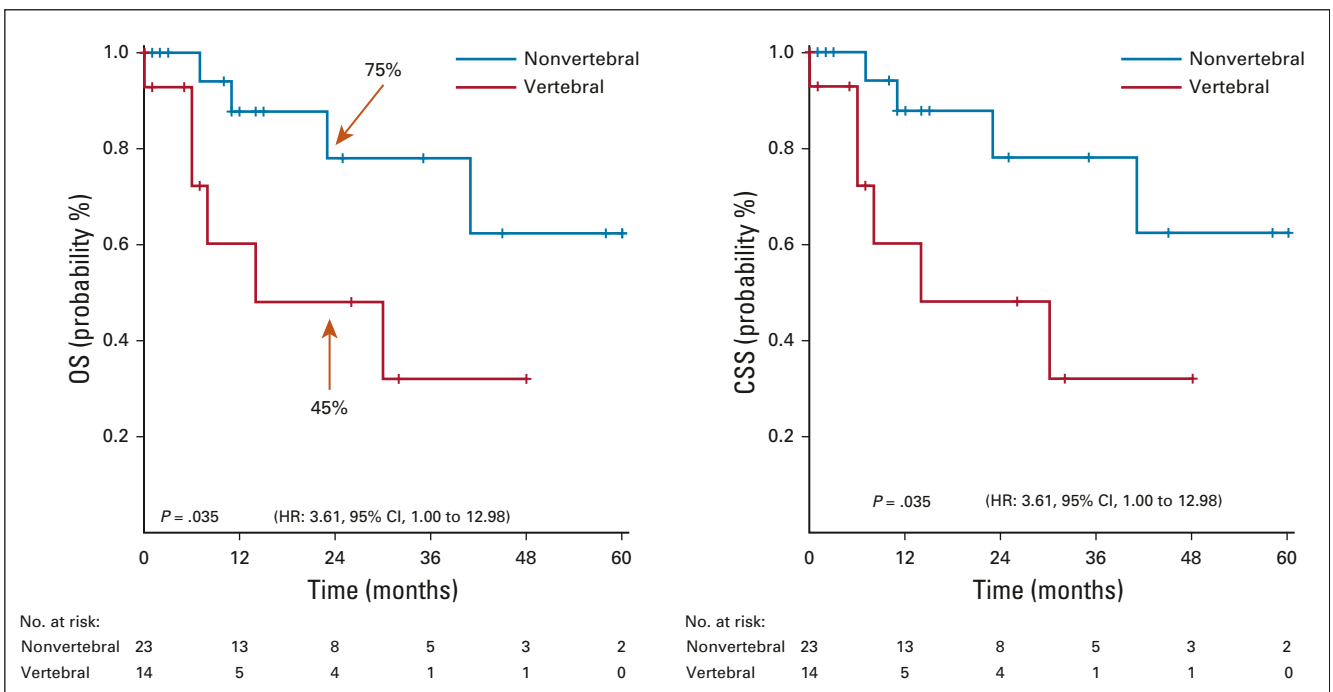 1.0
0.8
0.6
0.4
0.2
OS (probability %)
Nonvertebral
Vertebral
75%
45%
P = .035 (HR: 3.61, 95% CI, 1.00 to 12.98)
0 12 24 36 48 60
Time (months)
No. at risk:
Nonvertebral 23 13 8 5 3 2
Vertebral 14 5 4 1 1 0
1.0
0.8
0.6
0.4
0.2
CSS (probability %)
Nonvertebral
Vertebral
P = .035 (HR: 3.61, 95% CI, 1.00 to 12.98)
0 12 24 36 48 60
Time (months)
No. at risk:
Nonvertebral 23 13 8 5 3 2
Vertebral 14 5 4 1 1 0